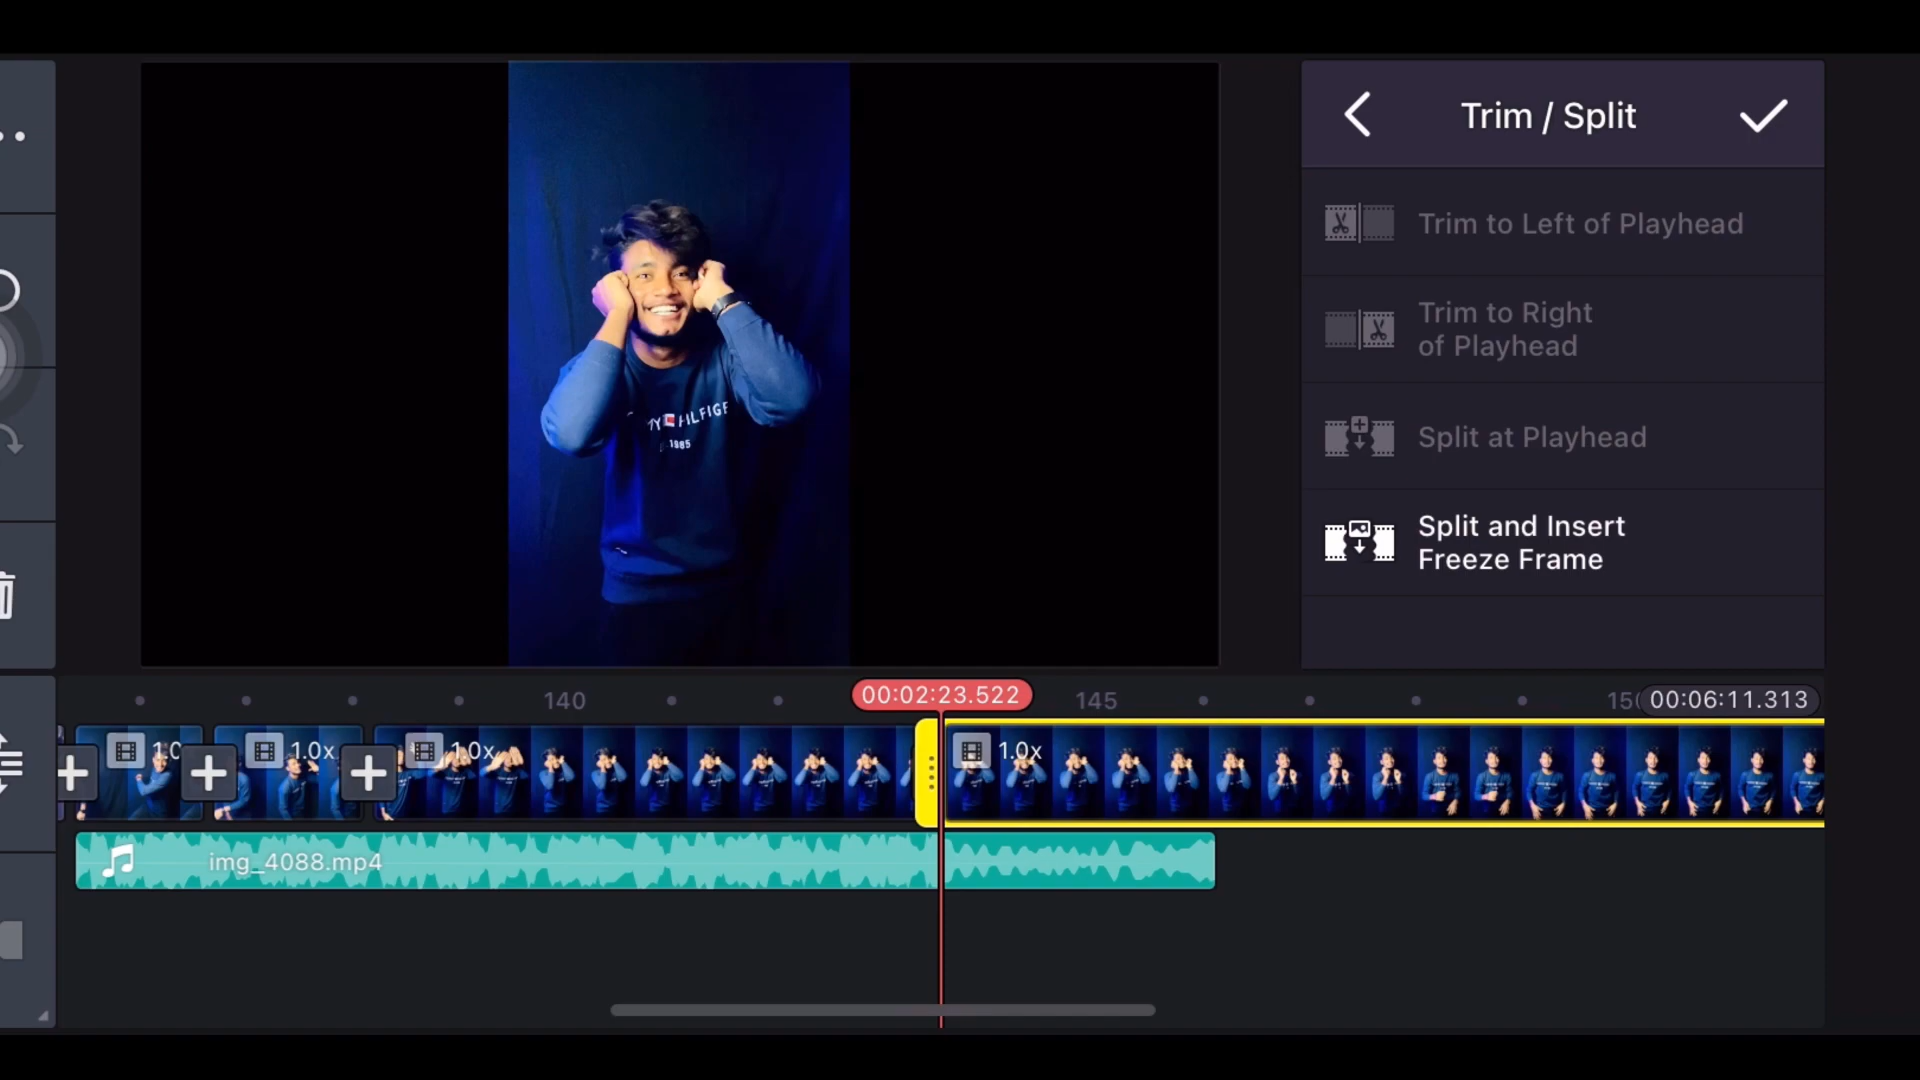 Trim / Split
Trim to Left of Playhead
Trim to Right
of Playhead
Split at Playhead
Split and Insert
Freeze Frame
HILFIGE
1985
140
00:02:23.522
145
00:06:11.313
1.0x
1.0x
1.0x
img_4088.mp4